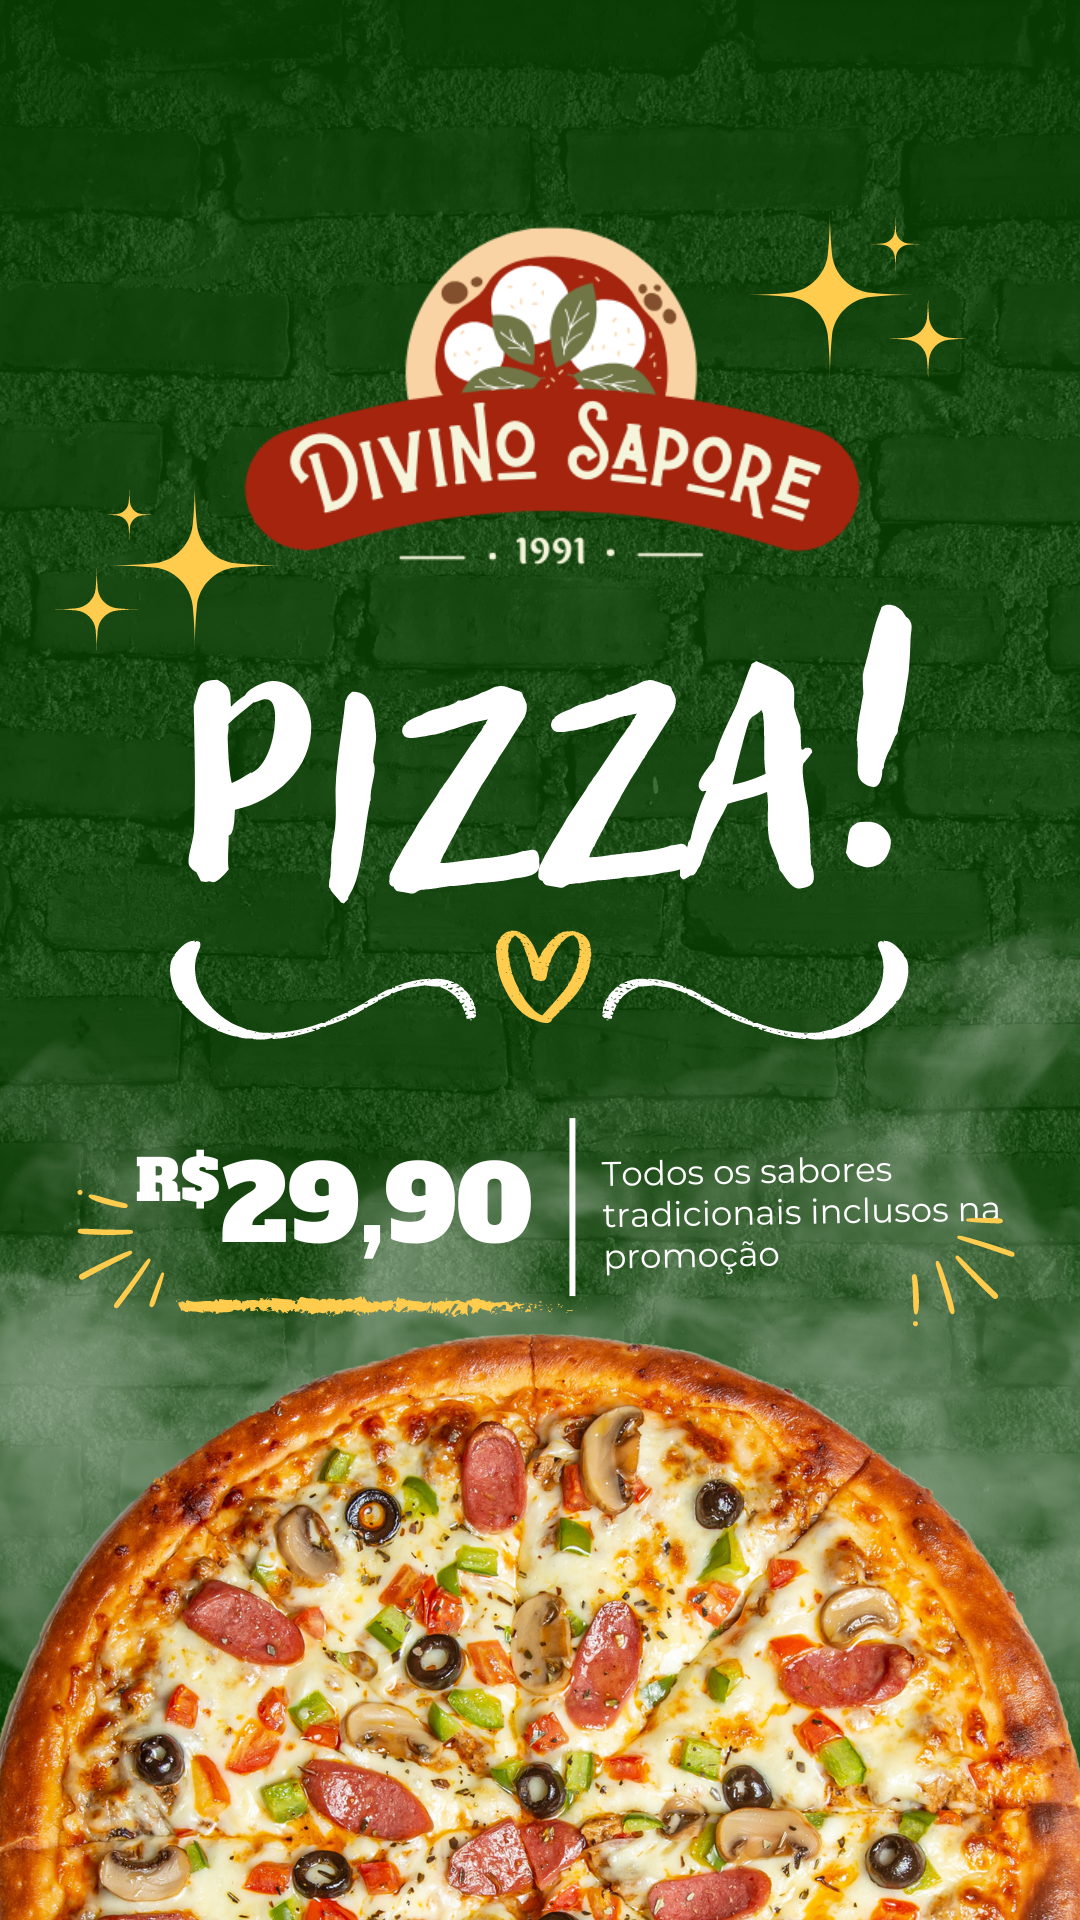 DIVINO SAPORE
· 1991 ·
PIZZA!
R$29,90
Todos os sabores
tradicionais inclusos na
promoção